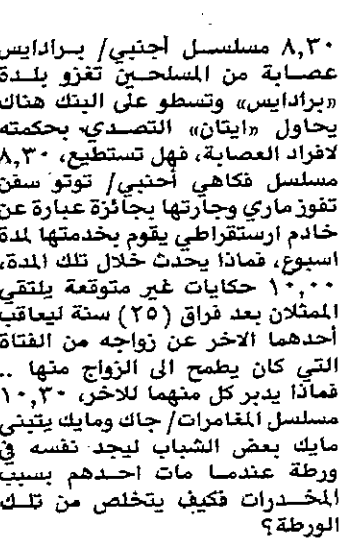 ٨,٣٠ مسلسل أجنبي/ برادايس
عصابة من المسلحين تغزو بلدة
«برادايس» وتسطو على البنك هناك
يحاول «ايتان» التصدي بحكمته
لافراد العصابة، فهل تستطيع، ٨,٣٠
مسلسل فكاهي أجنبي/ توتو سفن
تفوز ماري وجارتها بجائزة عبارة عن
خادم ارستقراطي يقوم بخدمتها لمدة
اسبوع، فماذا يحدث خلال تلك المدة،
١٠,٠٠ حكايات غير متوقعة يلتقي
الممثلان بعد فراق (٢٥) سنة ليعاقب
أحدهما الاخر عن زواجه من الفتاة
التي كان يطمح الى الزواج منها ..
فماذا يدبر كل منهما للاخر، ١٠,٣٠
مسلسل المغامرات/ جاك ومايك يتبنى
مايك بعض الشباب ليجد نفسه في
ورطة عندما مات احدهم بسبب
المخدرات فكيف يتخلص من تلك
الورطة؟